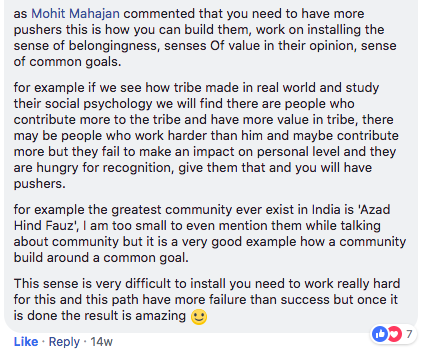 as Mohit Mahajan commented that you need to have more
pushers this is how you can build them, work on installing the
sense of belongingness, senses Of value in their opinion, sense
of common goals.
for example if we see how tribe made in real world and study
their social psychology we will find there are people who
contribute more to the tribe and have more value in tribe, there
may be people who work harder than him and maybe contribute
more but they fail to make an impact on personal level and they
are hungry for recognition, give them that and you will have
pushers.
for example the greatest community ever exist in India is 'Azad
Hind Fauz', I am too small to even mention them while talking
about community but it is a very good example how a community
build around a common goal.
This sense is very difficult to install you need to work really hard
for this and this path have more failure than success but once it
is done the result is amazing 🙂
7
Like · Reply · 14w